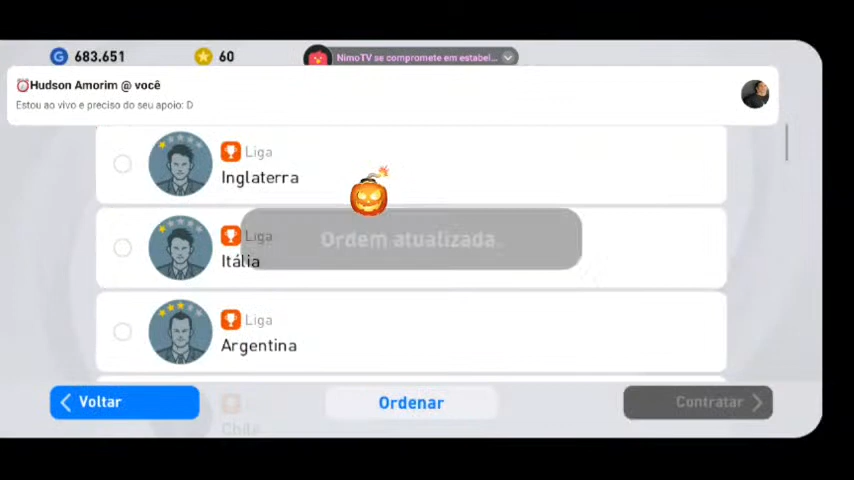 683.651
60
NimoTV se compromete em estabel...
Hudson Amorim @ você
Estou ao vivo e preciso do seu apoio: D
Liga
Inglaterra
Ordem atualizada.
Liga
Itália
Liga
Argentina
Chile
Voltar
Ordenar
Contratar